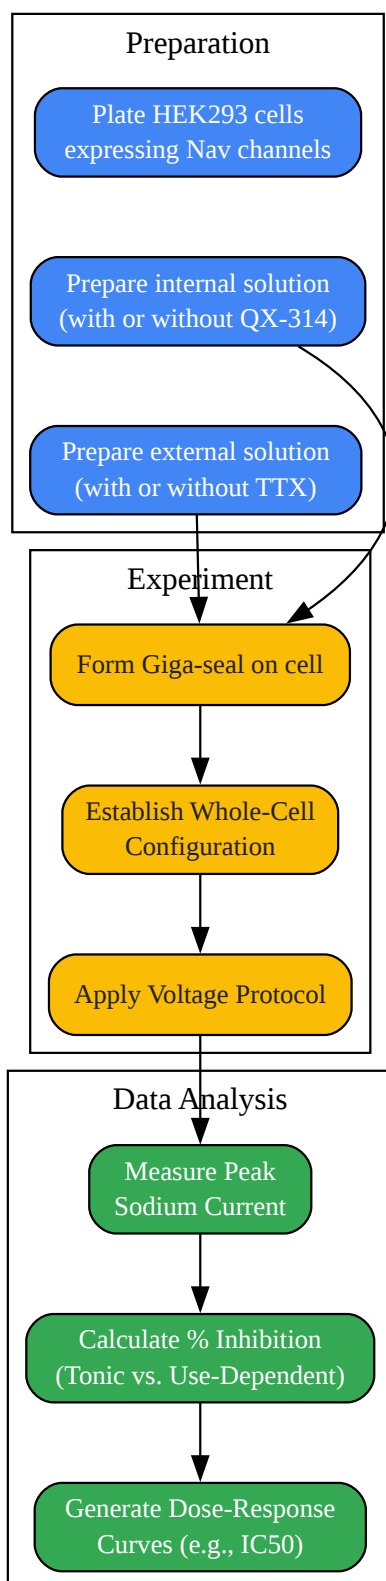 Preparation
Plate HEK293 cells
expressing Nav channels
Prepare internal solution
(with or without QX-314)
Prepare external solution
(with or without TTX)
Experiment
Form Giga-seal on cell
Establish Whole-Cell
Configuration
Apply Voltage Protocol
Data Analysis
Measure Peak
Sodium Current
Calculate % Inhibition
(Tonic vs. Use-Dependent)
Generate Dose-Response
Curves (e.g., IC50)